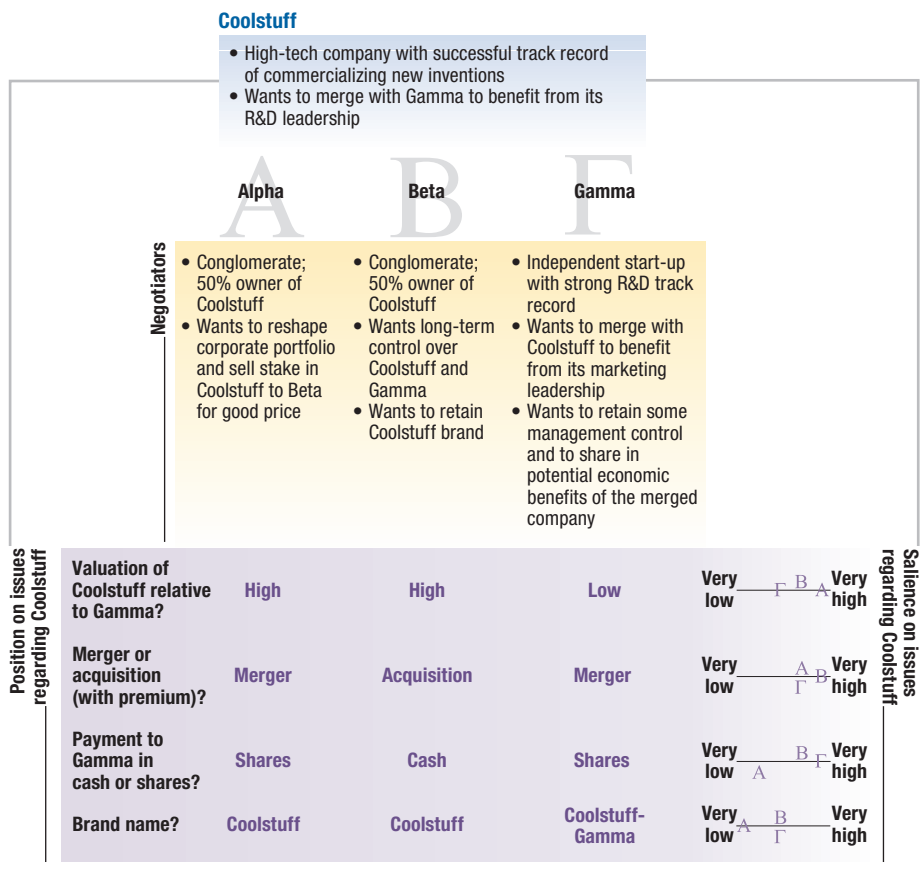 Coolstuff
• High-tech company with successful track record
of commercializing new inventions
• Wants to merge with Gamma to benefit from its
R&D leadership
Α
Β
Γ
Alpha
Beta
Gamma
Negotiators
• Conglomerate;
50% owner of
Coolstuff
• Wants to reshape
corporate portfolio
and sell stake in
Coolstuff to Beta
for good price
• Conglomerate;
50% owner of
Coolstuff
• Wants long-term
control over
Coolstuff and
Gamma
• Wants to retain
Coolstuff brand
• Independent start-up
with strong R&D track
record
• Wants to merge with
Coolstuff to benefit
from its marketing
leadership
• Wants to retain some
management control
and to share in
potential economic
benefits of the merged
company
Position on issues
regarding Coolstuff
Salience on issues
regarding Coolstuff
Valuation of
Coolstuff relative
to Gamma?
High
High
Low
Very
low
Γ Β Α
Very
high
Merger or
acquisition
(with premium)?
Merger
Acquisition
Merger
Very
low
Α Β
Γ
Very
high
Payment to
Gamma in
cash or shares?
Shares
Cash
Shares
Very
low
Α
Β Γ
Very
high
Brand name?
Coolstuff
Coolstuff
Coolstuff-
Gamma
Very
low
Α Β
Γ
Very
high